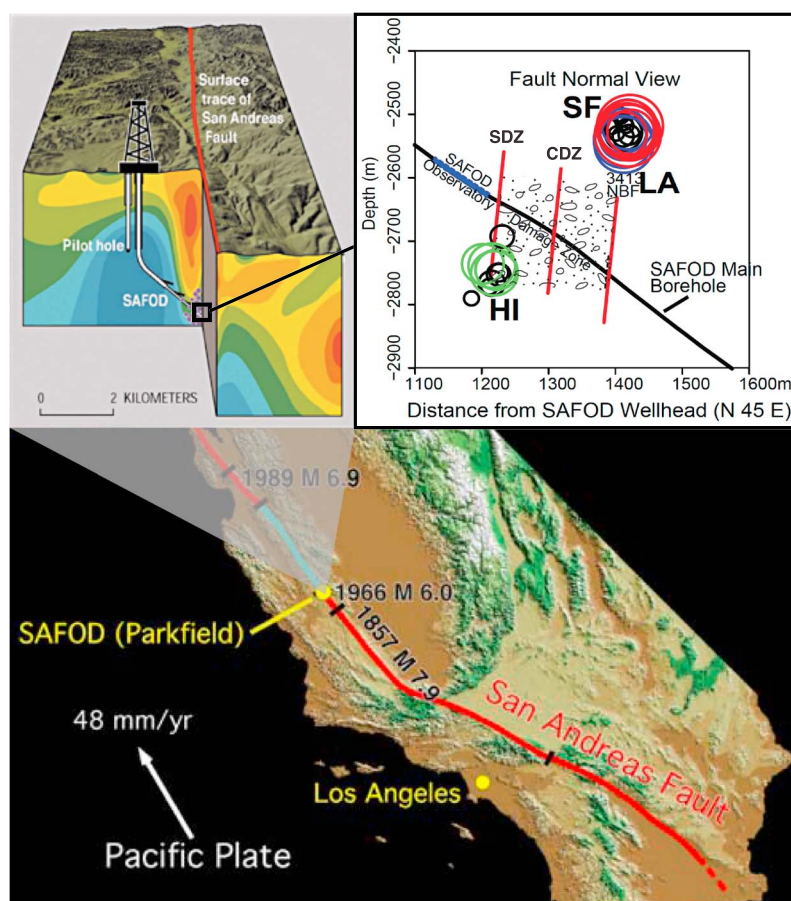 Surface
trace of
San Andreas
Fault
Pilot hole
SAFOD
0 2 KILOMETERS
Fault Normal View
SF
SDZ
CDZ
3413
NBF
LA
SAFOD
Observatory
Damage zone
HI
SAFOD Main
Borehole
Depth (m)
-2400
-2500
-2600
-2700
-2800
-2900
1100 1200 1300 1400 1500 1600m
Distance from SAFOD Wellhead (N 45 E)
1989 M 6.9
1966 M 6.0
SAFOD (Parkfield)
1857 M 7.9
48 mm/yr
San Andreas Fault
Los Angeles
Pacific Plate